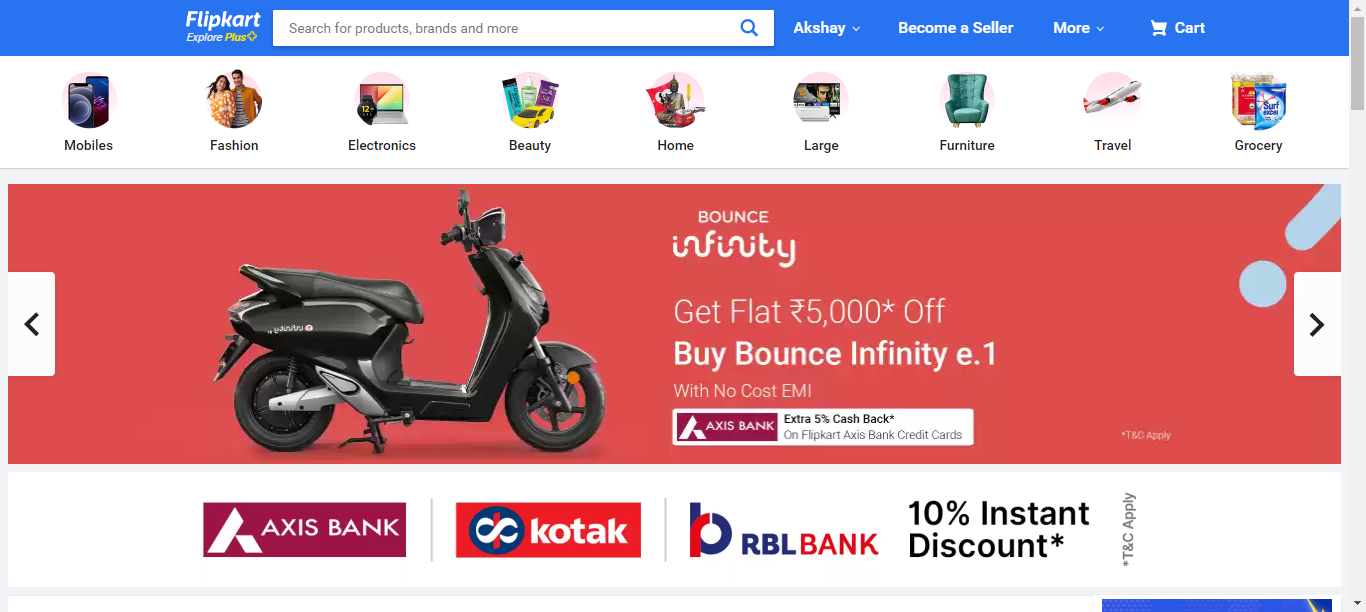 Flipkart
Explore Plus
Search for products, brands and more
Akshay
Become a Seller
More
Cart
12
Surf
excel
Mobiles
Fashion
Electronics
Beauty
Home
Large
Furniture
Travel
Grocery
BOUNCE
infinity
Get Flat ₹5,000* Off
Buy Bounce Infinity e.1
With No Cost EMI
AXIS BANK
Extra 5% Cash Back*
On Flipkart Axis Bank Credit Cards
*T&C Apply
AXIS BANK
kotak
RBL BANK
10% Instant
Discount*
*T&C Apply